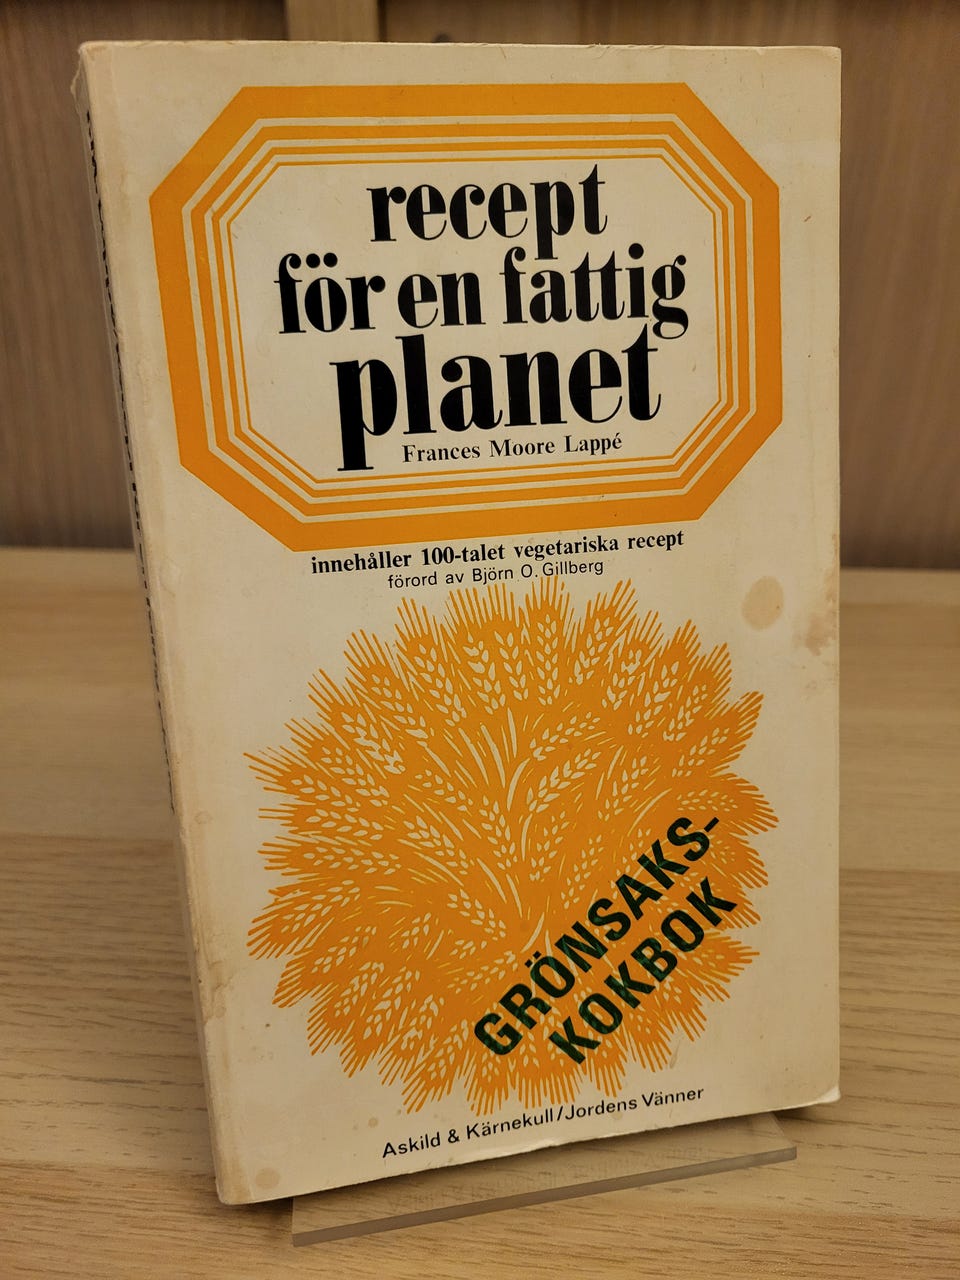 recept
för en fattig
planet
Frances Moore Lappé
innehåller 100-talet vegetariska recept
förord av Björn O. Gillberg
GRÖNSAKS-
KOKBOK
Askild & Kärnekull/Jordens Vänner